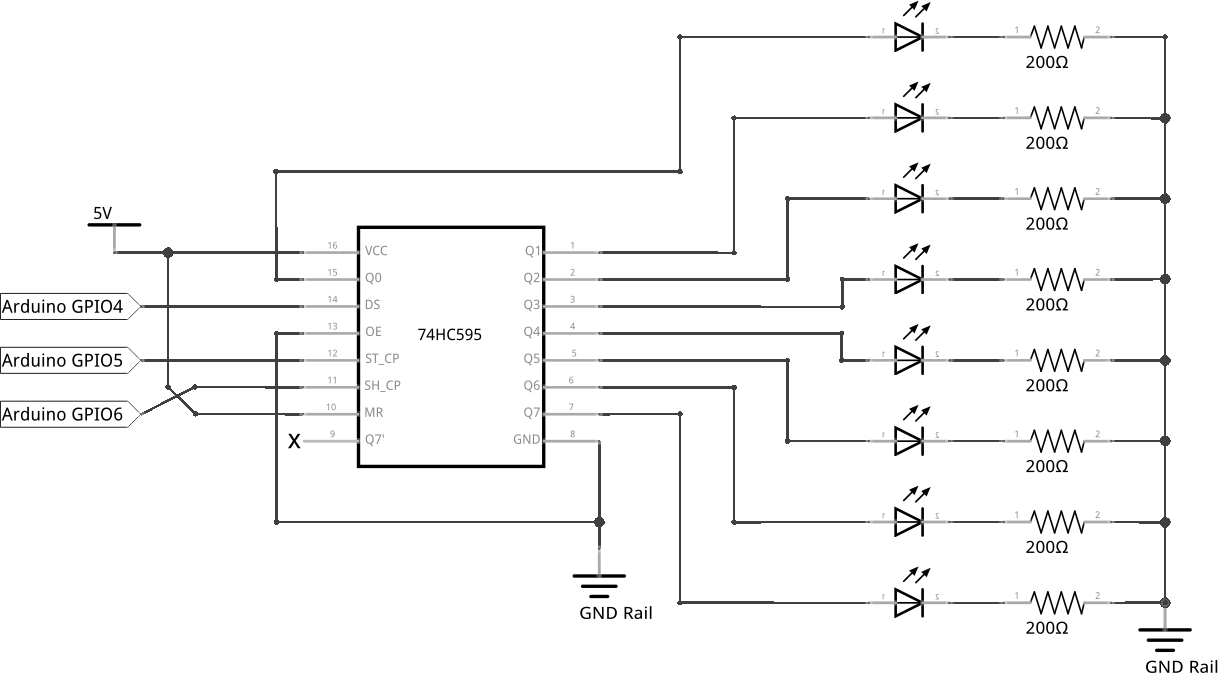 1 2
200Ω
1 2
200Ω
1 2
200Ω
1 2
200Ω
1 2
200Ω
1 2
200Ω
1 2
200Ω
1 2
200Ω
1 2
1 2
1 2
1 2
1 2
1 2
1 2
1 2
5V
16 VCC Q1 1
15 Q0 Q2 2
Arduino GPIO4 14 DS Q3 3
13 OE 74HC595 Q4 4
Arduino GPIO5 12 ST_CP Q5 5
11 SH_CP Q6 6
Arduino GPIO6 10 MR Q7 7
X 9 Q7' GND 8
GND Rail
GND Rail